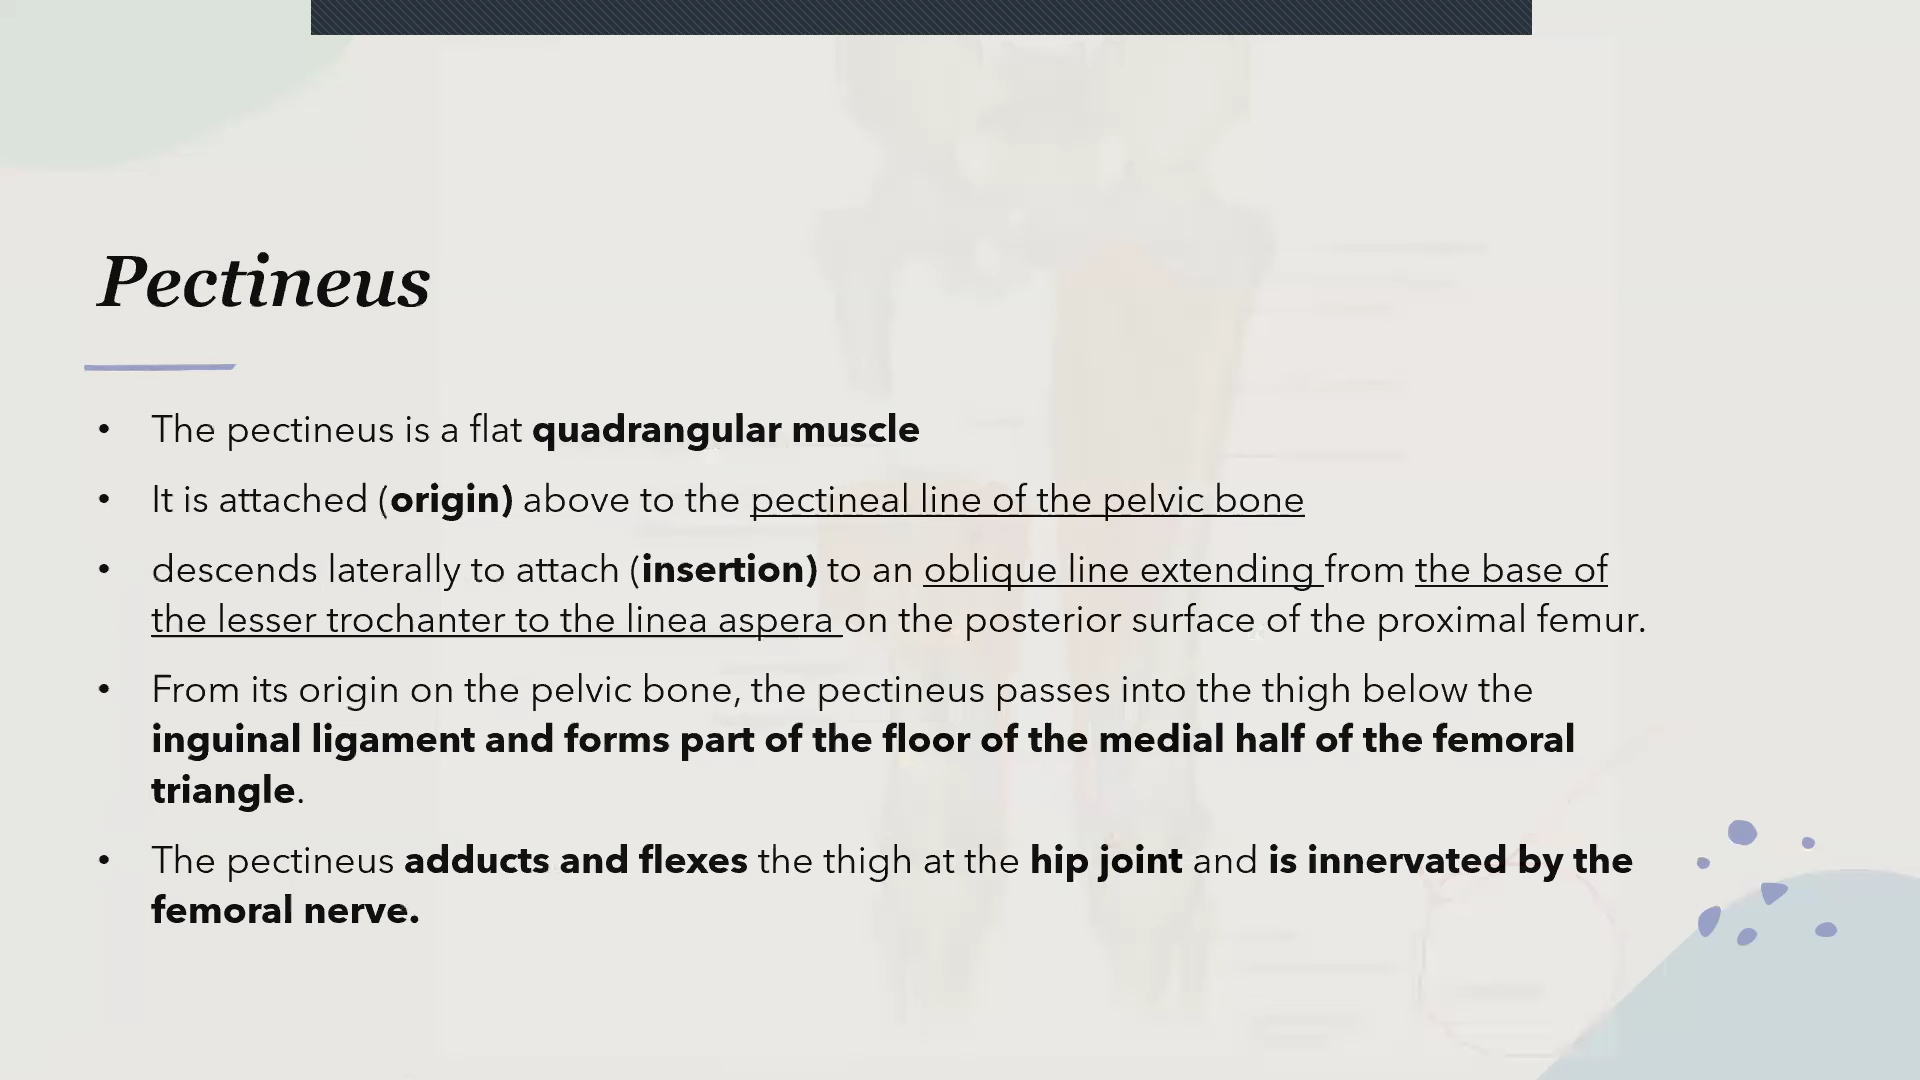 Pectineus
• The pectineus is a flat quadrangular muscle
• It is attached (origin) above to the pectineal line of the pelvic bone
• descends laterally to attach (insertion) to an oblique line extending from the base of
the lesser trochanter to the linea aspera on the posterior surface of the proximal femur.
• From its origin on the pelvic bone, the pectineus passes into the thigh below the
inguinal ligament and forms part of the floor of the medial half of the femoral
triangle.
• The pectineus adducts and flexes the thigh at the hip joint and is innervated by the
femoral nerve.